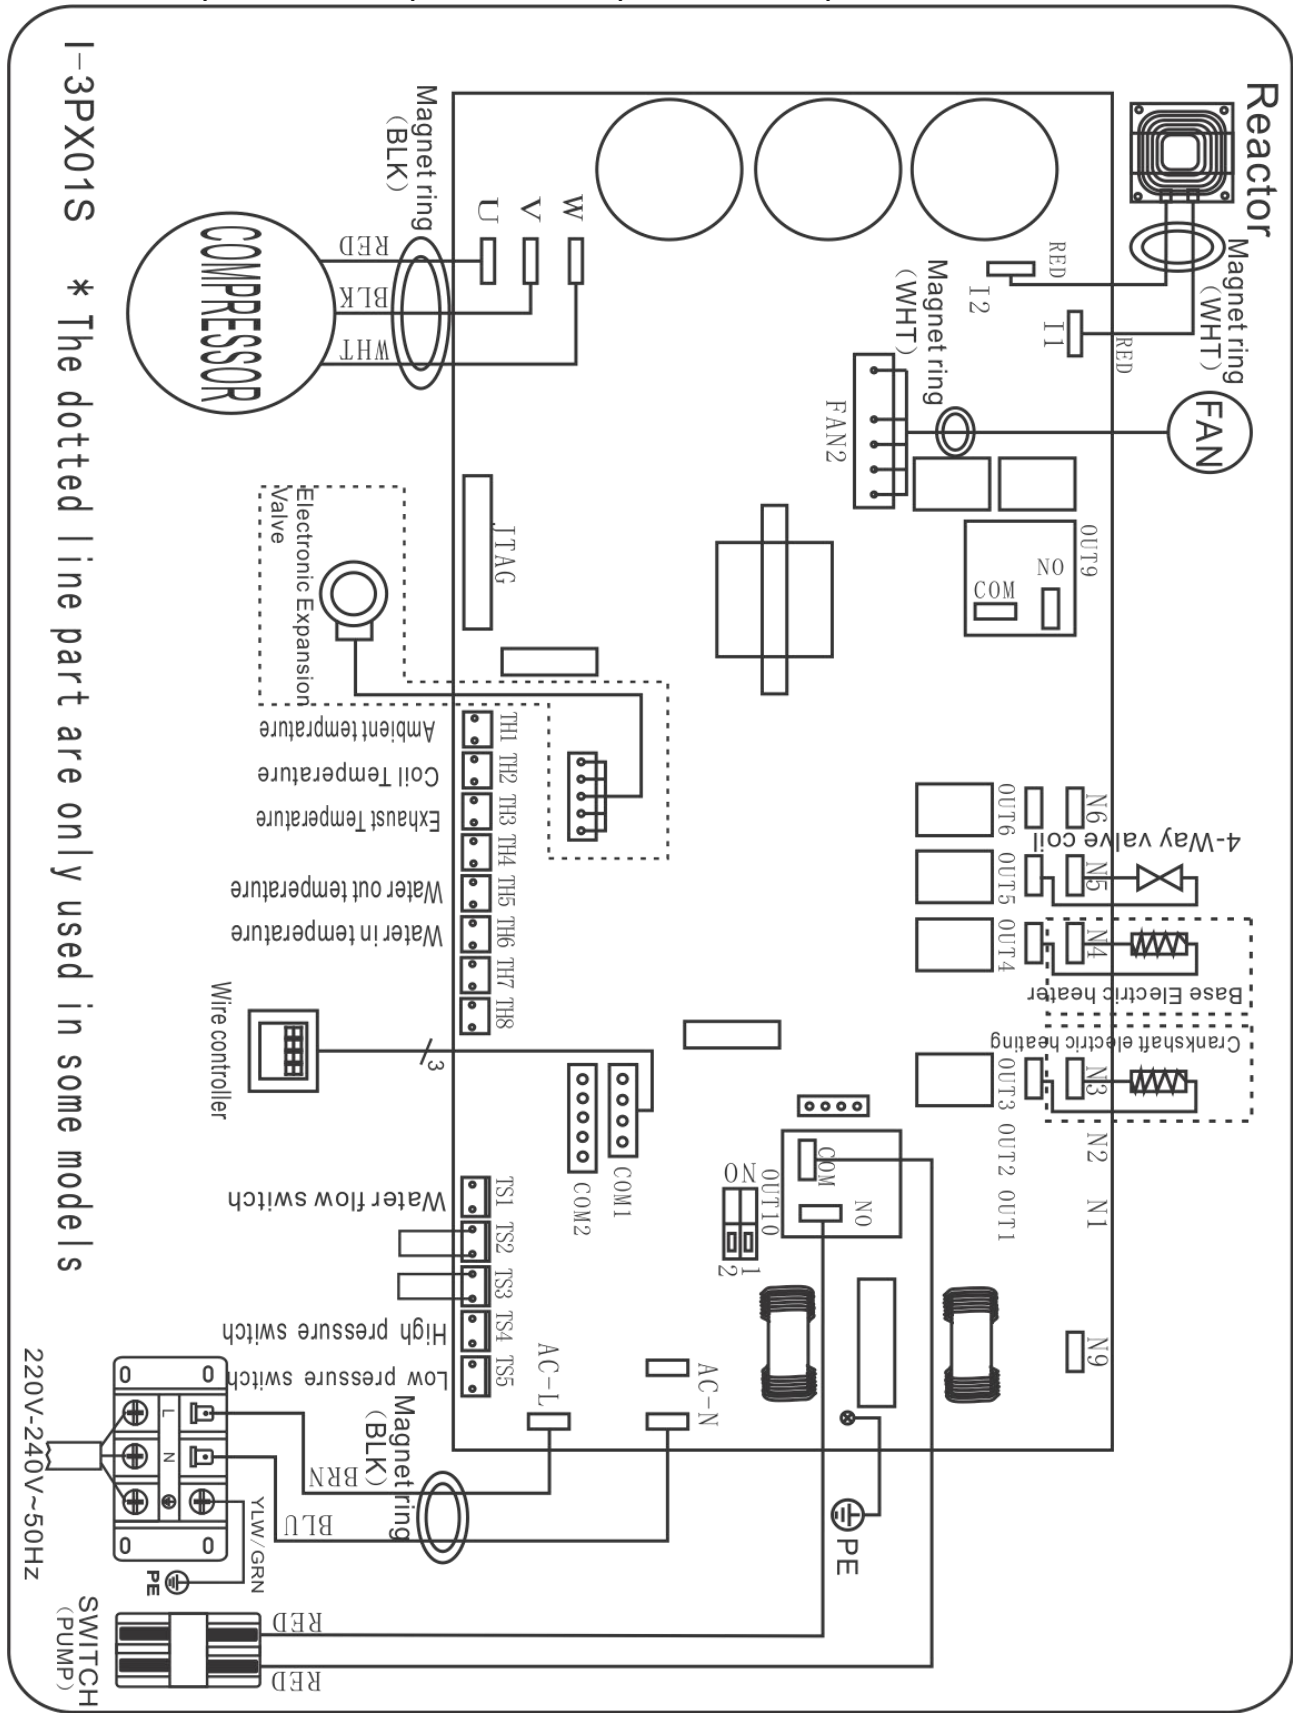 Reactor
Magnet ring
(WHT)
RED
RED
I2
I1
Magnet ring
(WHT)
FAN
FAN2
OUT9
NO
COM
Magnet ring
(BLK)
U
V
W
RED
BLK
WHT
COMPRESSOR
JTAG
Electronic Expansion
Valve
Ambient temprature
Coil Temperature
Exhaust Temperature
Water out temperature
Water in temperature
TH1
TH2
TH3
TH4
TH5
TH6
TH7
TH8
Wire controller
3
COM1
COM2
OUT6
N6
4-Way valve coil
OUT5
N5
OUT4
N4
Base Electric heater
Crankshaft electric heating
OUT3
N3
OUT2
N2
OUT1
N1
COM
NO
OUT10
ON
1
2
N9
Water flow switch
High pressure switch
Low pressure switch
TS1
TS2
TS3
TS4
TS5
AC-L
AC-N
Magnet ring
(BLK)
BRN
BLU
L
N
YLW/GRN
PE
PE
220V-240V~50Hz
SWITCH
(PUMP)
RED
RED
I-3PX01S
* The dotted line part are only used in some models